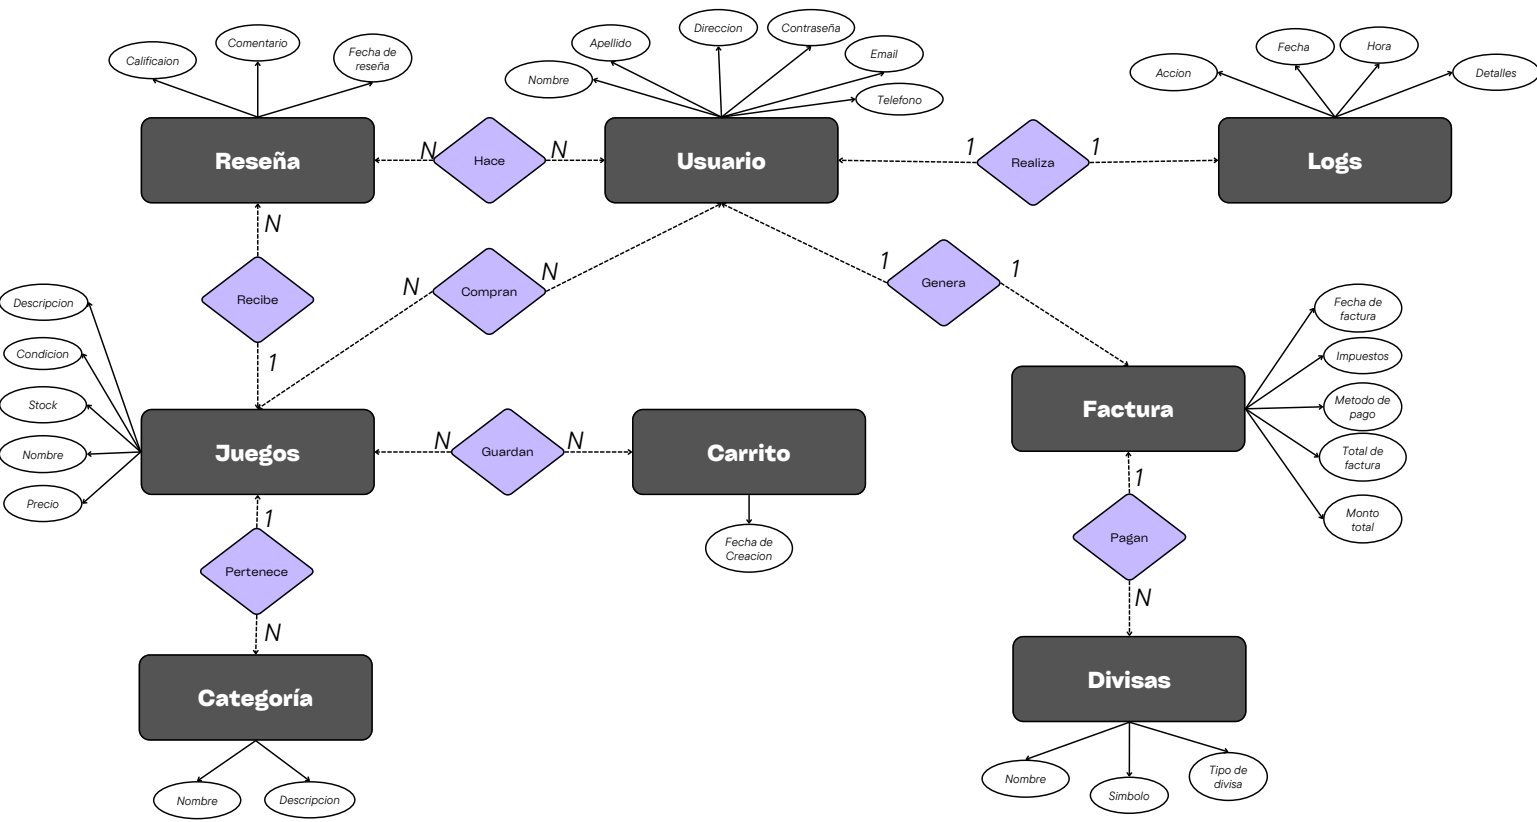 Calificaion
Comentario
Fecha de
reseña
Nombre
Apellido
Direccion
Contraseña
Email
Telefono
Accion
Fecha
Hora
Detalles
Reseña
N
Hace
N
Usuario
1
Realiza
1
Logs
N
Recibe
1
N
Compran
N
1
Genera
1
Descripcion
Condicion
Stock
Nombre
Precio
Juegos
N
Guardan
N
Carrito
Fecha de
Creacion
Factura
Fecha de
factura
Impuestos
Metodo de
pago
Total de
factura
Monto
total
1
Pertenece
N
1
Pagan
N
Categoría
Nombre
Descripcion
Divisas
Nombre
Simbolo
Tipo de
divisa